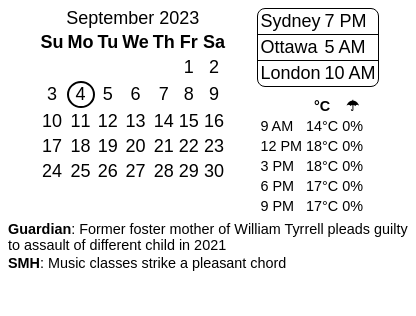 September 2023
Su Mo Tu We Th Fr Sa
1 2
3 4 5 6 7 8 9
10 11 12 13 14 15 16
17 18 19 20 21 22 23
24 25 26 27 28 29 30
Sydney 7 PM
Ottawa 5 AM
London 10 AM
°C ☂
9 AM 14°C 0%
12 PM 18°C 0%
3 PM 18°C 0%
6 PM 17°C 0%
9 PM 17°C 0%
Guardian: Former foster mother of William Tyrrell pleads guilty
to assault of different child in 2021
SMH: Music classes strike a pleasant chord